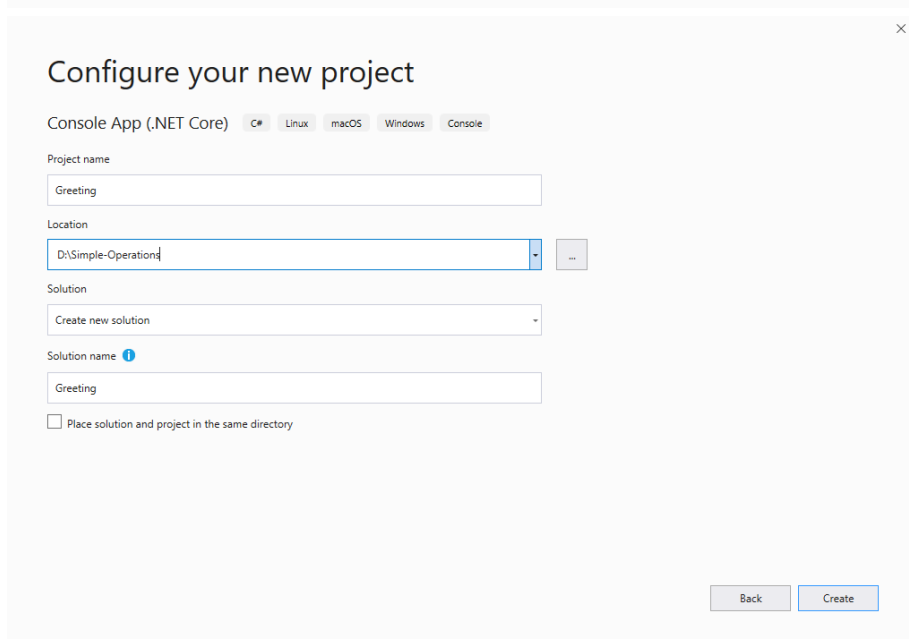 Configure your new project
Console App (.NET Core) C# Linux macOS Windows Console
Project name
Greeting
Location
D:\Simple-Operations
...
Solution
Create new solution
Solution name
Greeting
Place solution and project in the same directory
Back Create